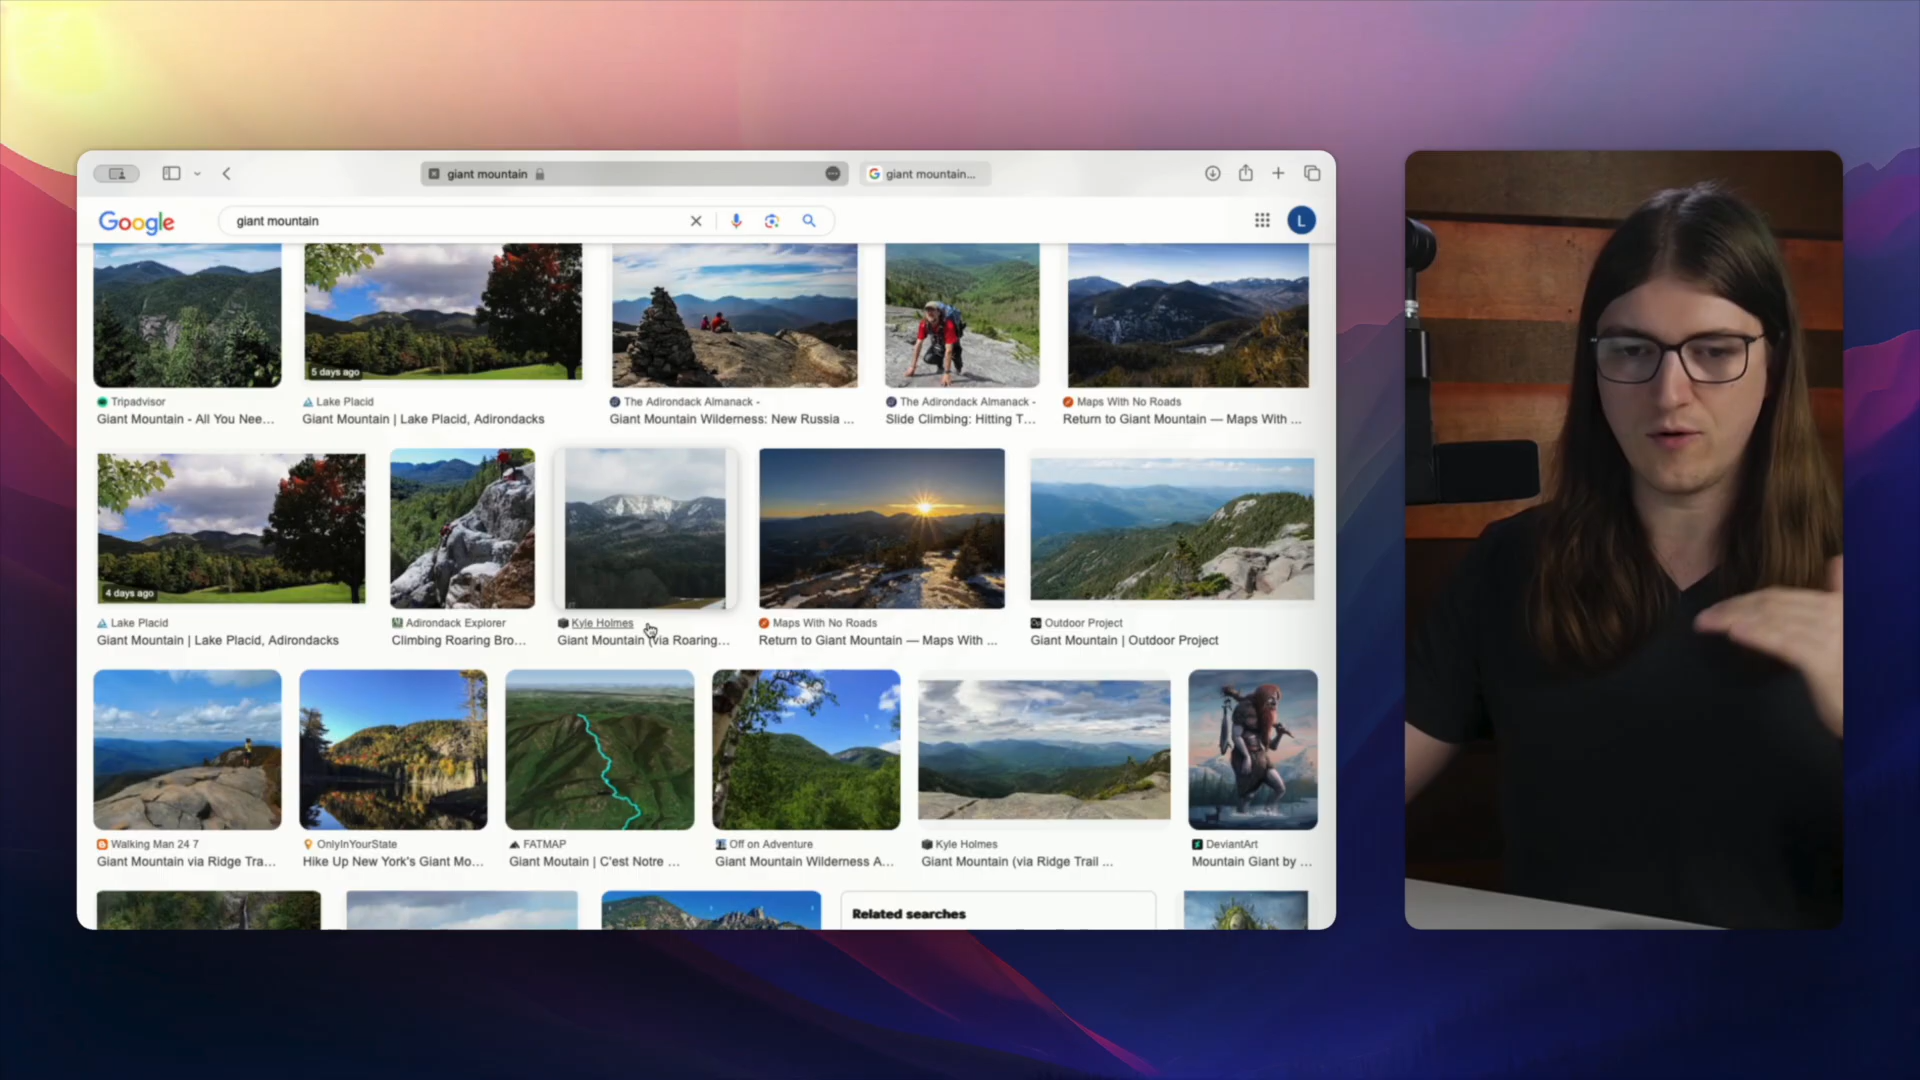 giant mountain
giant mountain...
Google
giant mountain
L
5 days ago
Tripadvisor
Giant Mountain - All You Nee...
Lake Placid
Giant Mountain | Lake Placid, Adirondacks
The Adirondack Almanack -
Giant Mountain Wilderness: New Russia ...
The Adirondack Almanack -
Slide Climbing: Hitting T...
Maps With No Roads
Return to Giant Mountain — Maps With ...
4 days ago
Lake Placid
Giant Mountain | Lake Placid, Adirondacks
Adirondack Explorer
Climbing Roaring Bro...
Kyle Holmes
Giant Mountain (via Roaring...
Maps With No Roads
Return to Giant Mountain — Maps With ...
Outdoor Project
Giant Mountain | Outdoor Project
Walking Man 24 7
Giant Mountain via Ridge Tra...
OnlyInYourState
Hike Up New York's Giant Mo...
FATMAP
Giant Moutain | C'est Notre ...
Off on Adventure
Giant Mountain Wilderness A...
Kyle Holmes
Giant Mountain (via Ridge Trail ...
DeviantArt
Mountain Giant by ...
Related searches